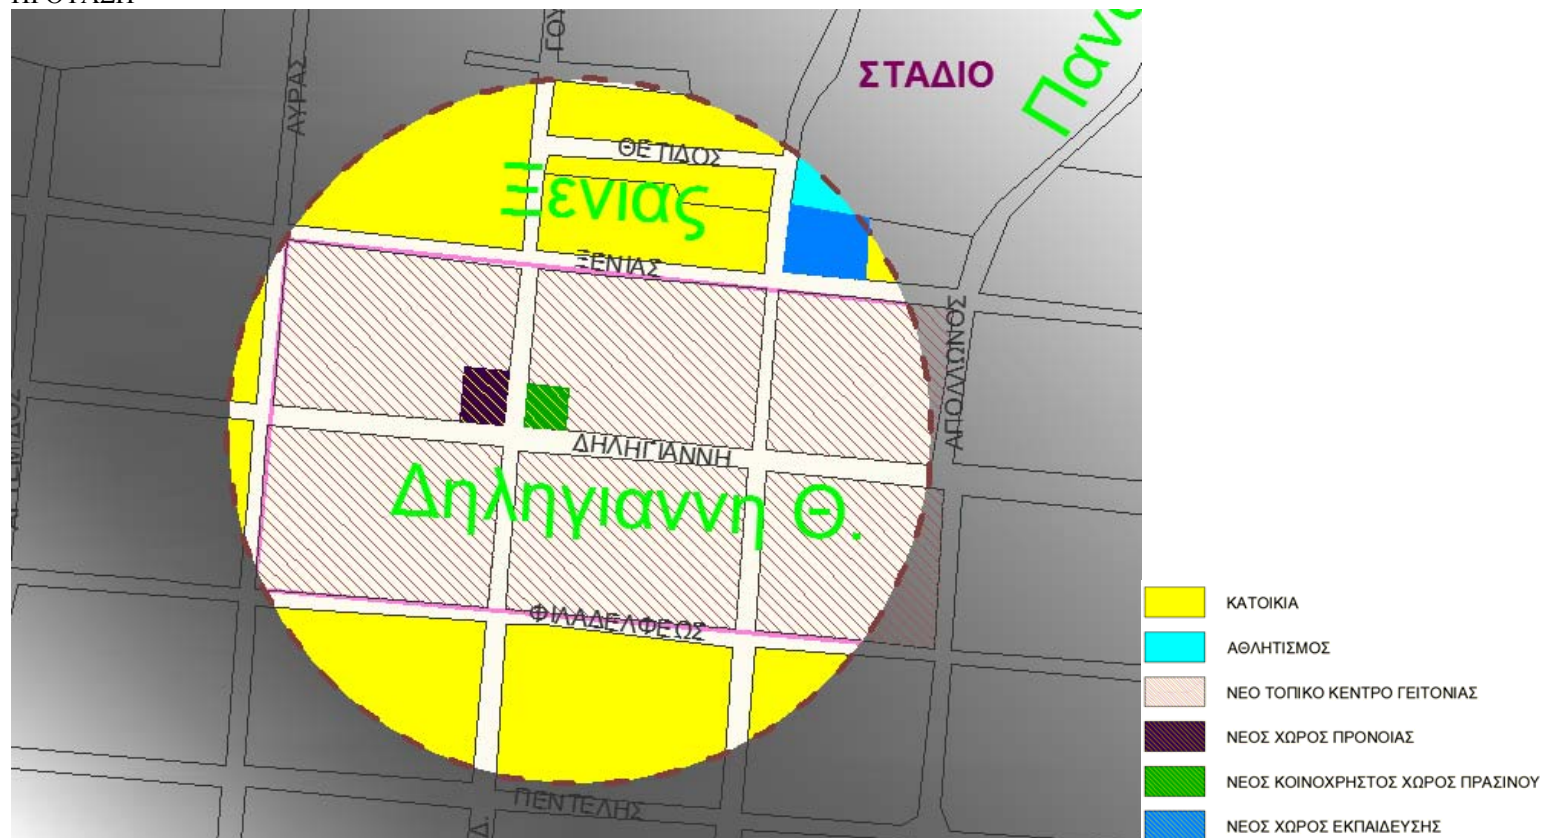 ΣΤΑΔΙΟ
ΑΥΡΑΣ
ΘΕΤΙΔΟΣ
Ξενιας
ΞΕΝΙΑΣ
ΑΠΟΛΛΩΝΟΣ
ΔΗΛΗΓΙΑΝΝΗ
Δηληγιαννη Θ.
ΦΙΛΑΔΕΛΦΕΩΣ
ΠΕΝΤΕΛΗΣ
ΚΑΤΟΙΚΙΑ
ΑΘΛΗΤΙΣΜΟΣ
ΝΕΟ ΤΟΠΙΚΟ ΚΕΝΤΡΟ ΓΕΙΤΟΝΙΑΣ
ΝΕΟΣ ΧΩΡΟΣ ΠΡΟΝΟΙΑΣ
ΝΕΟΣ ΚΟΙΝΟΧΡΗΣΤΟΣ ΧΩΡΟΣ ΠΡΑΣΙΝΟΥ
ΝΕΟΣ ΧΩΡΟΣ ΕΚΠΑΙΔΕΥΣΗΣ